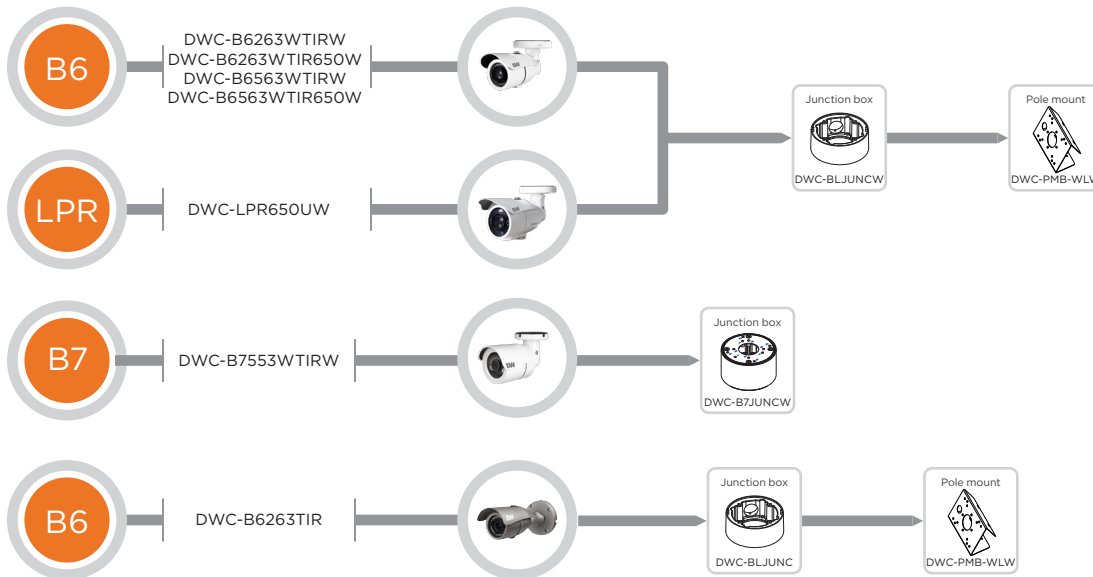 B6
DWC-B6263WTIRW
DWC-B6263WTIR650W
DWC-B6563WTIRW
DWC-B6563WTIR650W
Junction box
DWC-BLJUNCW
Pole mount
DWC-PMB-WLW
LPR
DWC-LPR650UW
B7
DWC-B7553WTIRW
Junction box
DWC-B7JUNCW
B6
DWC-B6263TIR
Junction box
DWC-BLJUNC
Pole mount
DWC-PMB-WLW